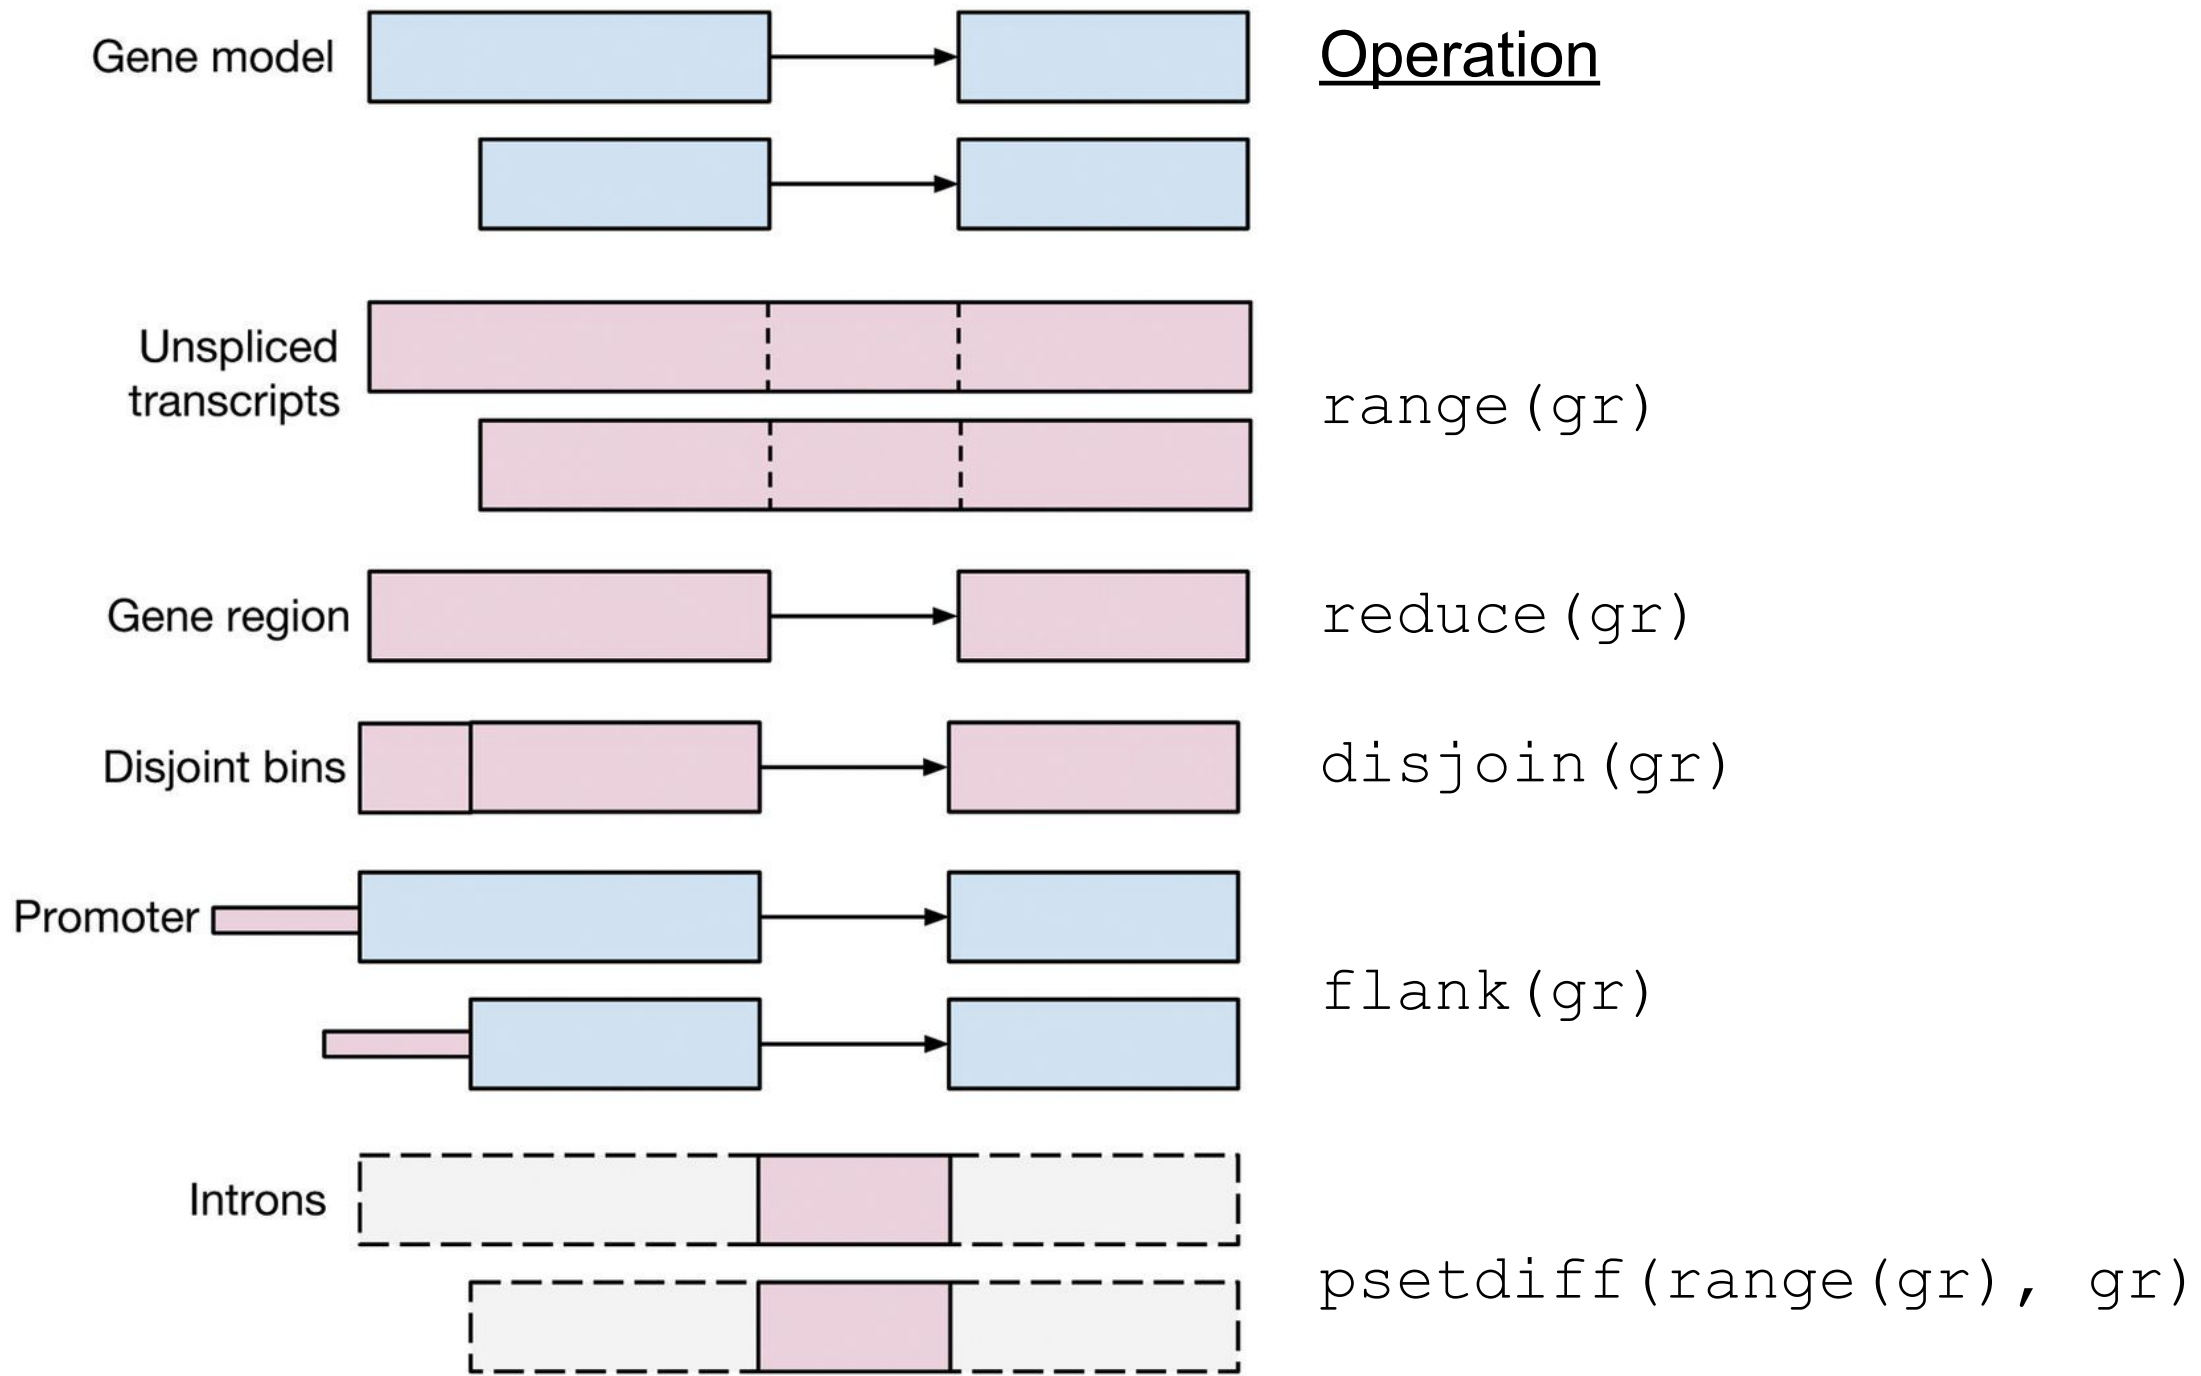 Gene model
Operation
Unspliced
transcripts
range(gr)
Gene region
reduce(gr)
Disjoint bins
disjoin(gr)
Promoter
flank(gr)
Introns
psetdiff(range(gr), gr)